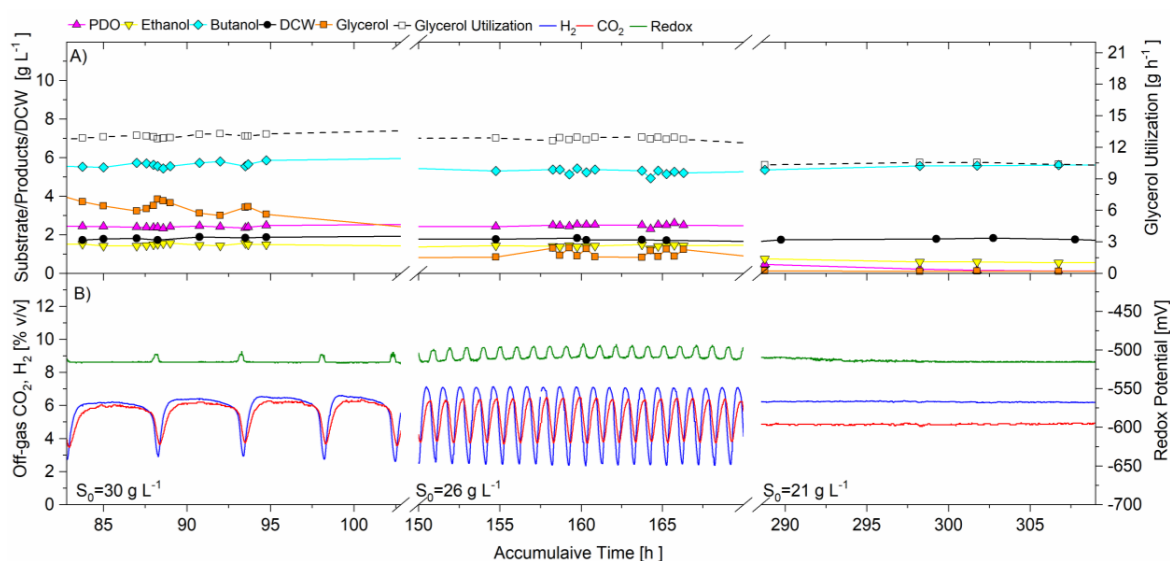 PDO Ethanol Butanol DCW Glycerol Glycerol Utilization H₂ CO₂ Redox
A)
Substrate/Products/DCW [g L⁻¹]
10
8
6
4
2
0
21
18
15
12
9
6
3
0
Glycerol Utilization [g h⁻¹]
B)
Off-gas CO₂, H₂ [% v/v]
12
10
8
6
4
2
0
-450
-500
-550
-600
-650
-700
Redox Potential [mV]
S₀=30 g L⁻¹ S₀=26 g L⁻¹ S₀=21 g L⁻¹
85 90 95 100 150 155 160 165 290 295 300 305
Accumulaive Time [h]